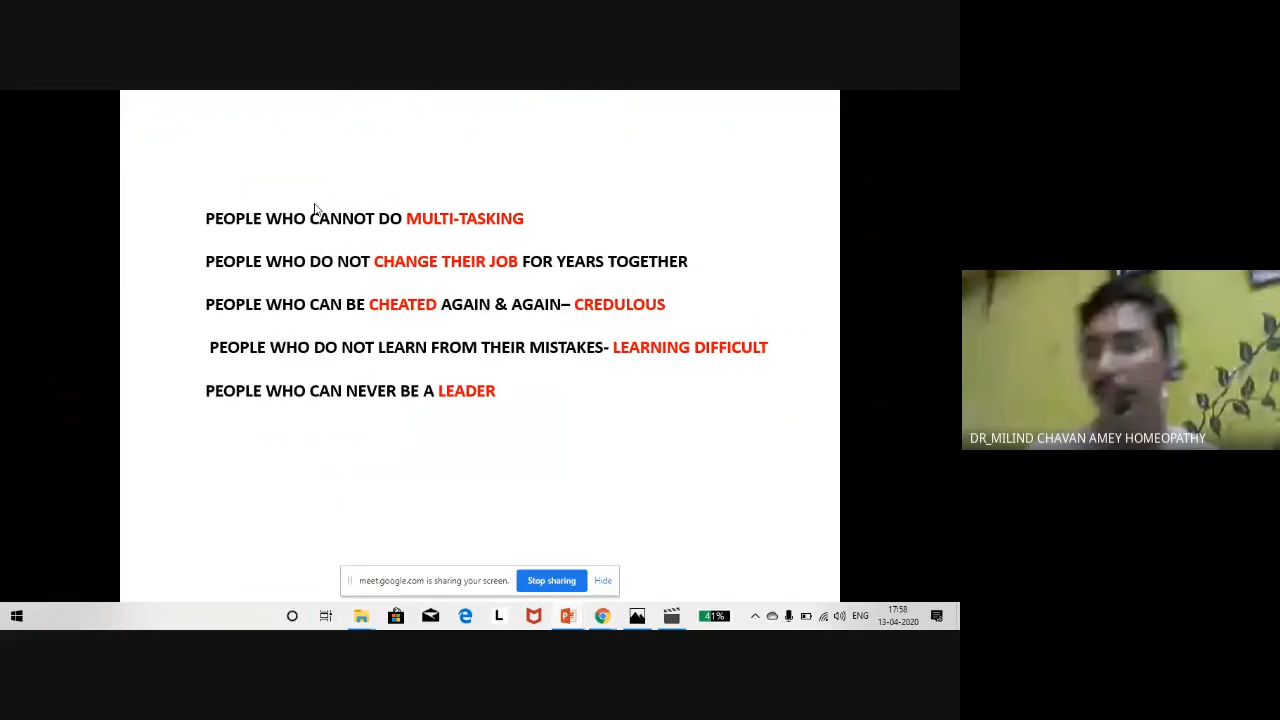 PEOPLE WHO CANNOT DO MULTI-TASKING
PEOPLE WHO DO NOT CHANGE THEIR JOB FOR YEARS TOGETHER
PEOPLE WHO CAN BE CHEATED AGAIN & AGAIN– CREDULOUS
PEOPLE WHO DO NOT LEARN FROM THEIR MISTAKES- LEARNING DIFFICULT
PEOPLE WHO CAN NEVER BE A LEADER
DR_MILIND CHAVAN AMEY HOMEOPATHY
meet.google.com is sharing your screen. Stop sharing Hide
L 41% ENG 17:58
13-04-2020